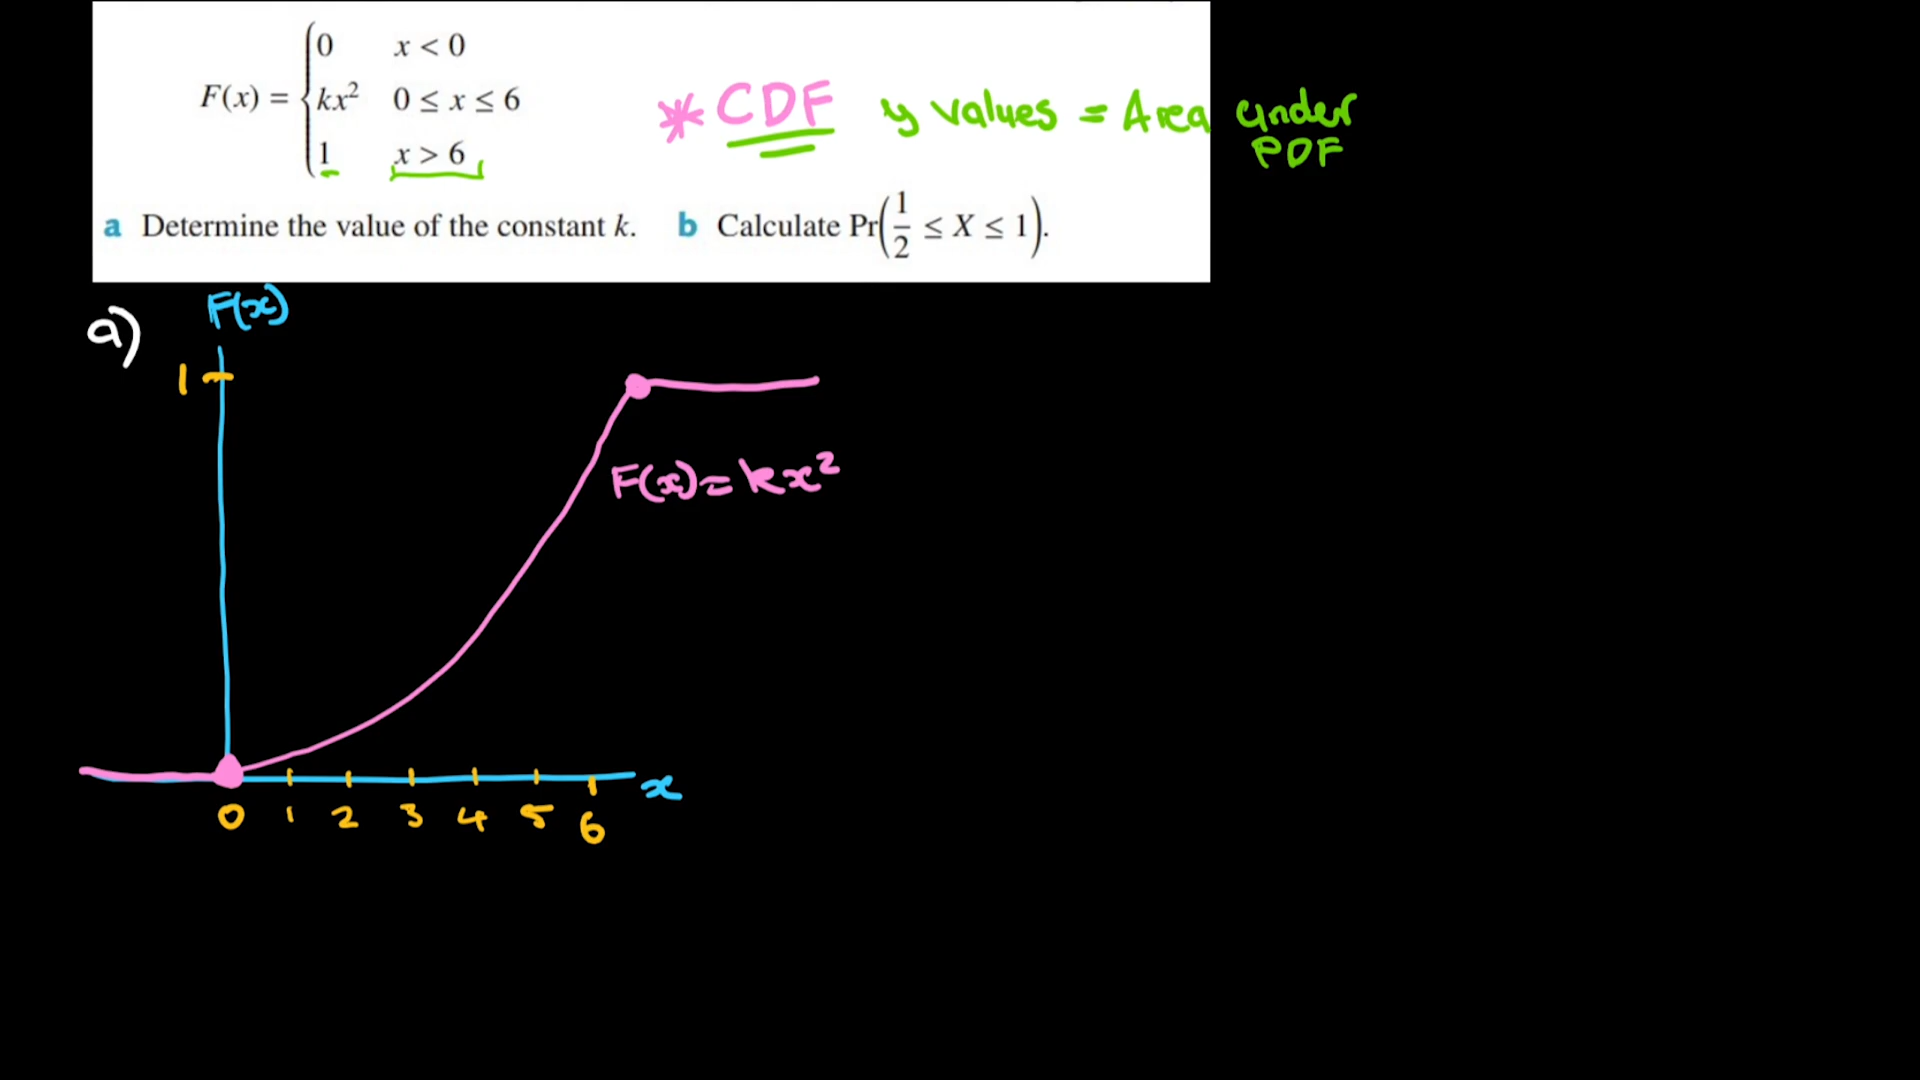 F(x) = { 0 x < 0
kx² 0 ≤ x ≤ 6
1 x > 6
* CDF y values = Area under
PDF
a Determine the value of the constant k. b Calculate Pr(1/2 ≤ X ≤ 1).
a) F(x)
1
F(x) = kx²
x
0 1 2 3 4 5 6